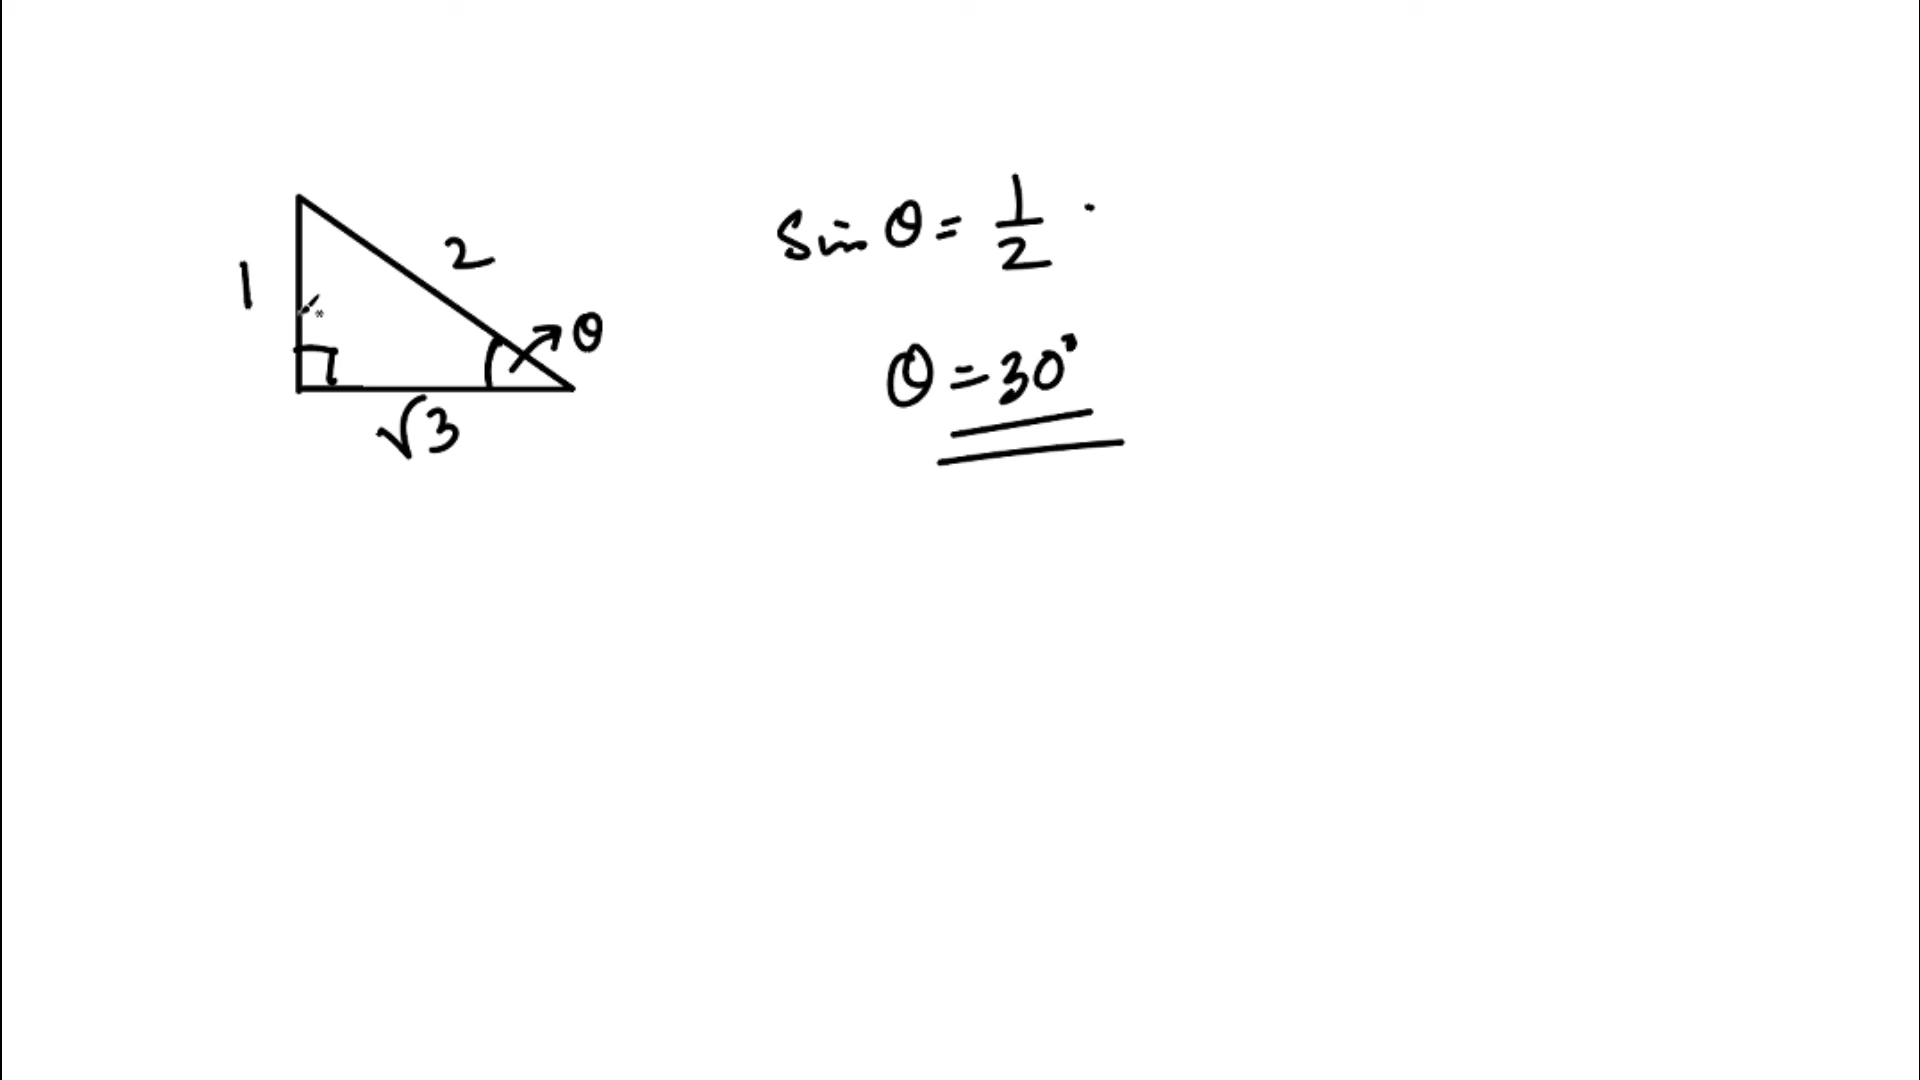 1
2
θ
√3
Sin θ = 1/2 .
θ = 30°